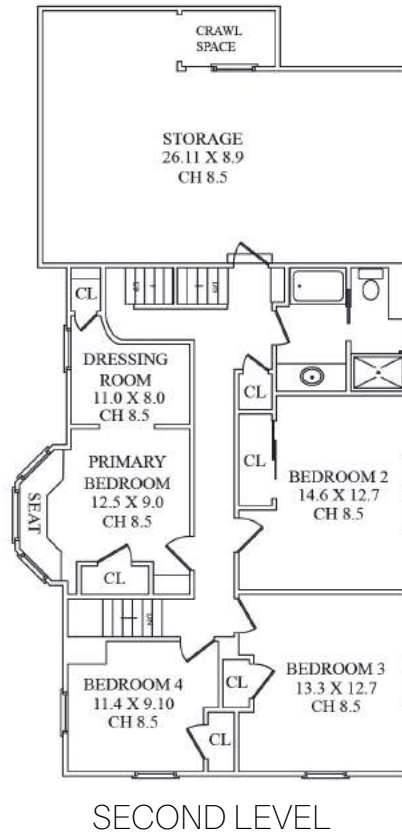 CRAWL
SPACE
STORAGE
26.11 X 8.9
CH 8.5
CL
UP
DN
DRESSING
ROOM
11.0 X 8.0
CH 8.5
CL
CL
BEDROOM 2
14.6 X 12.7
CH 8.5
PRIMARY
BEDROOM
12.5 X 9.0
CH 8.5
SEAT
CL
DN
BEDROOM 4
11.4 X 9.10
CH 8.5
CL
CL
BEDROOM 3
13.3 X 12.7
CH 8.5
SECOND LEVEL